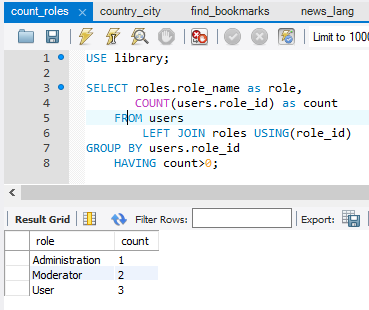 count_roles country_city find_bookmarks news_lang
Limit to 1000
1 USE library;
2
3 SELECT roles.role_name as role,
4 COUNT(users.role_id) as count
5 FROM users
6 LEFT JOIN roles USING(role_id)
7 GROUP BY users.role_id
8 HAVING count>0;
Result Grid Filter Rows: Export:
role count
Administration 1
Moderator 2
User 3